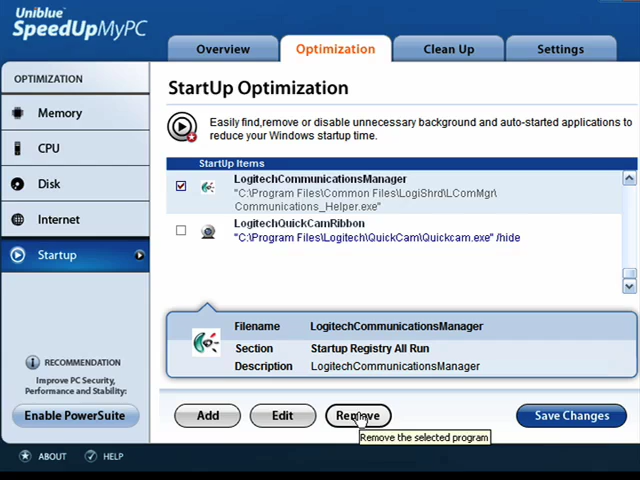 Uniblue
SpeedUpMyPC
Overview
Optimization
Clean Up
Settings
OPTIMIZATION
Memory
CPU
Disk
Internet
Startup
StartUp Optimization
Easily find,remove or disable unnecessary background and auto-started applications to
reduce your Windows startup time.
StartUp Items
LogitechCommunicationsManager
"C:\Program Files\Common Files\LogiShrd\LComMgr\
Communications_Helper.exe"
LogitechQuickCamRibbon
"C:\Program Files\Logitech\QuickCam\Quickcam.exe" /hide
Filename LogitechCommunicationsManager
Section Startup Registry All Run
Description LogitechCommunicationsManager
RECOMMENDATION
Improve PC Security,
Performance and Stability:
Enable PowerSuite
Add
Edit
Remove
Save Changes
Remove the selected program
ABOUT
HELP